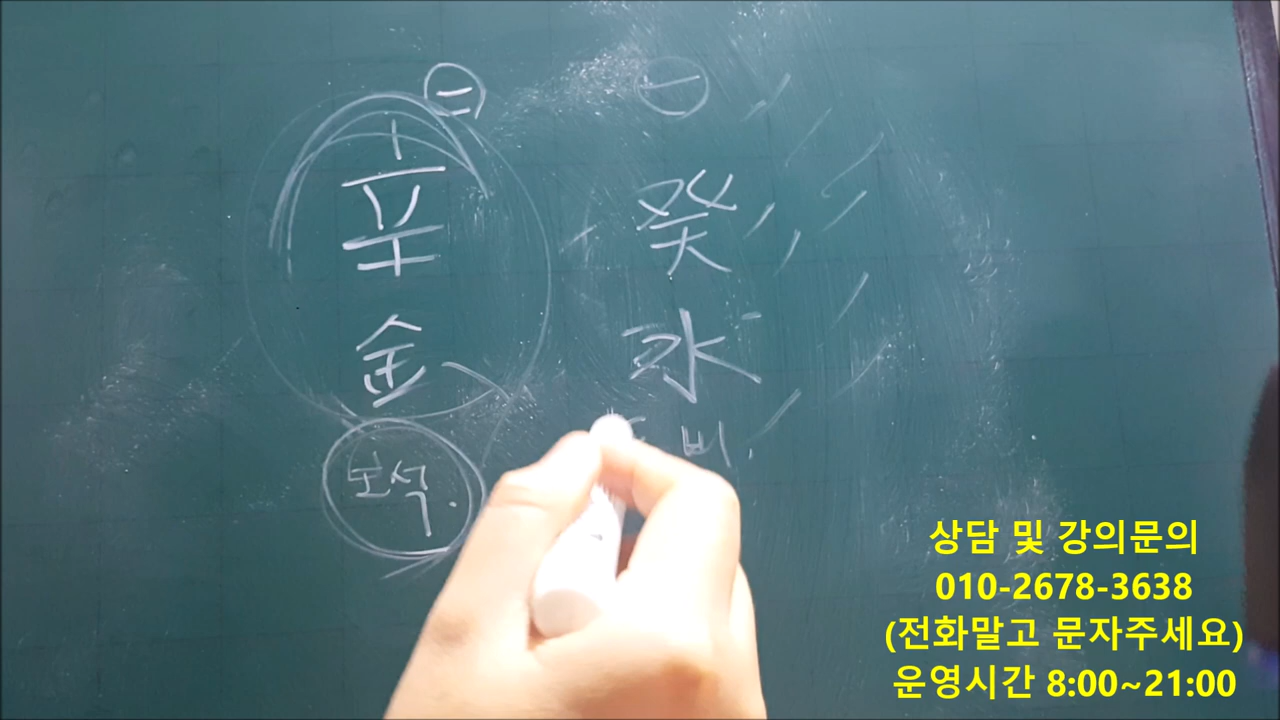 ㊀ ㊀
辛 癸
金 水
보석. 비,
상담 및 강의문의
010-2678-3638
(전화말고 문자주세요)
운영시간 8:00~21:00